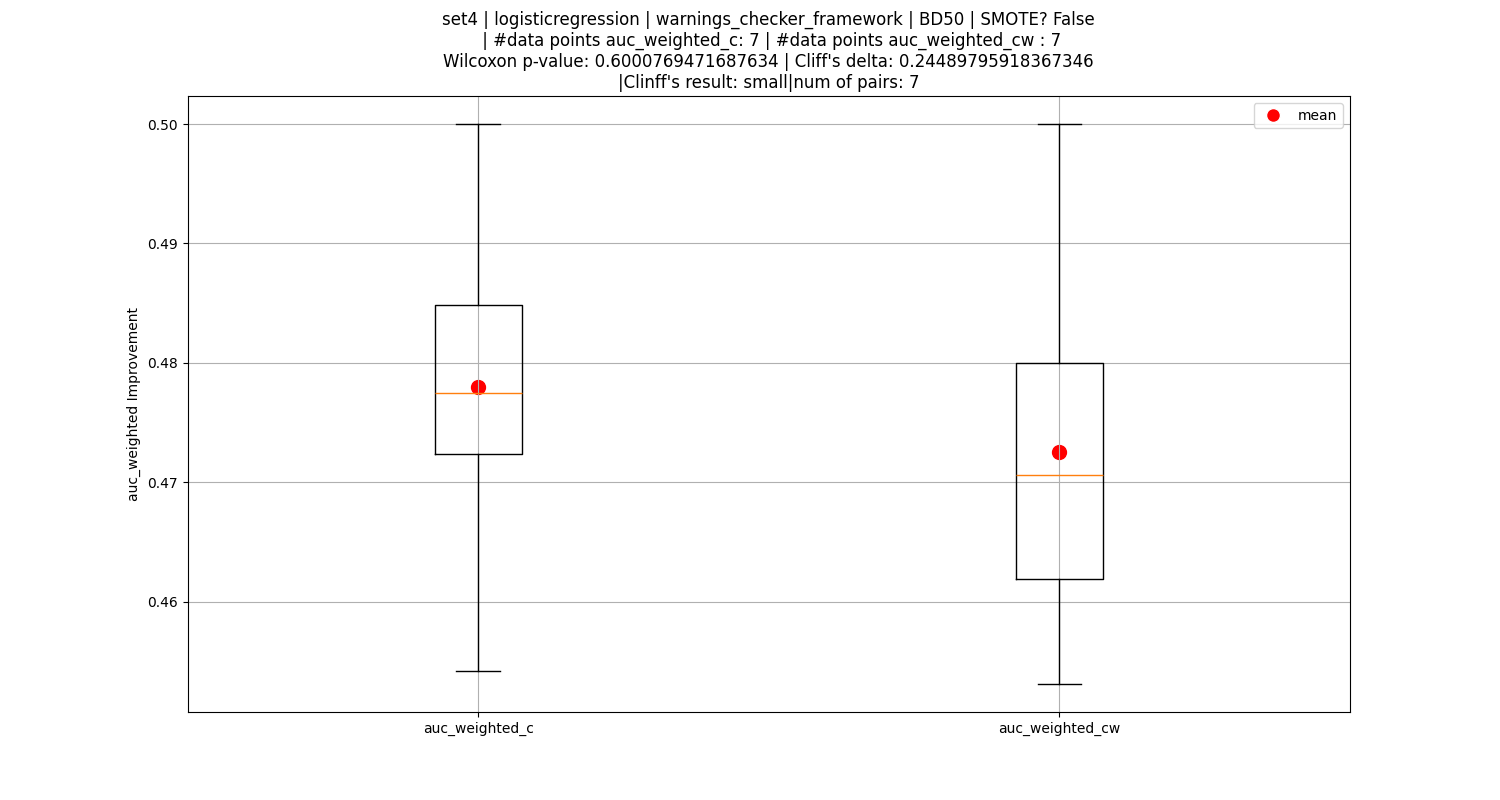 set4 | logisticregression | warnings_checker_framework | BD50 | SMOTE? False
| #data points auc_weighted_c: 7 | #data points auc_weighted_cw : 7
Wilcoxon p-value: 0.6000769471687634 | Cliff's delta: 0.24489795918367346
|Clinff's result: small|num of pairs: 7
mean
0.50
0.49
0.48
0.47
0.46
auc_weighted Improvement
auc_weighted_c
auc_weighted_cw